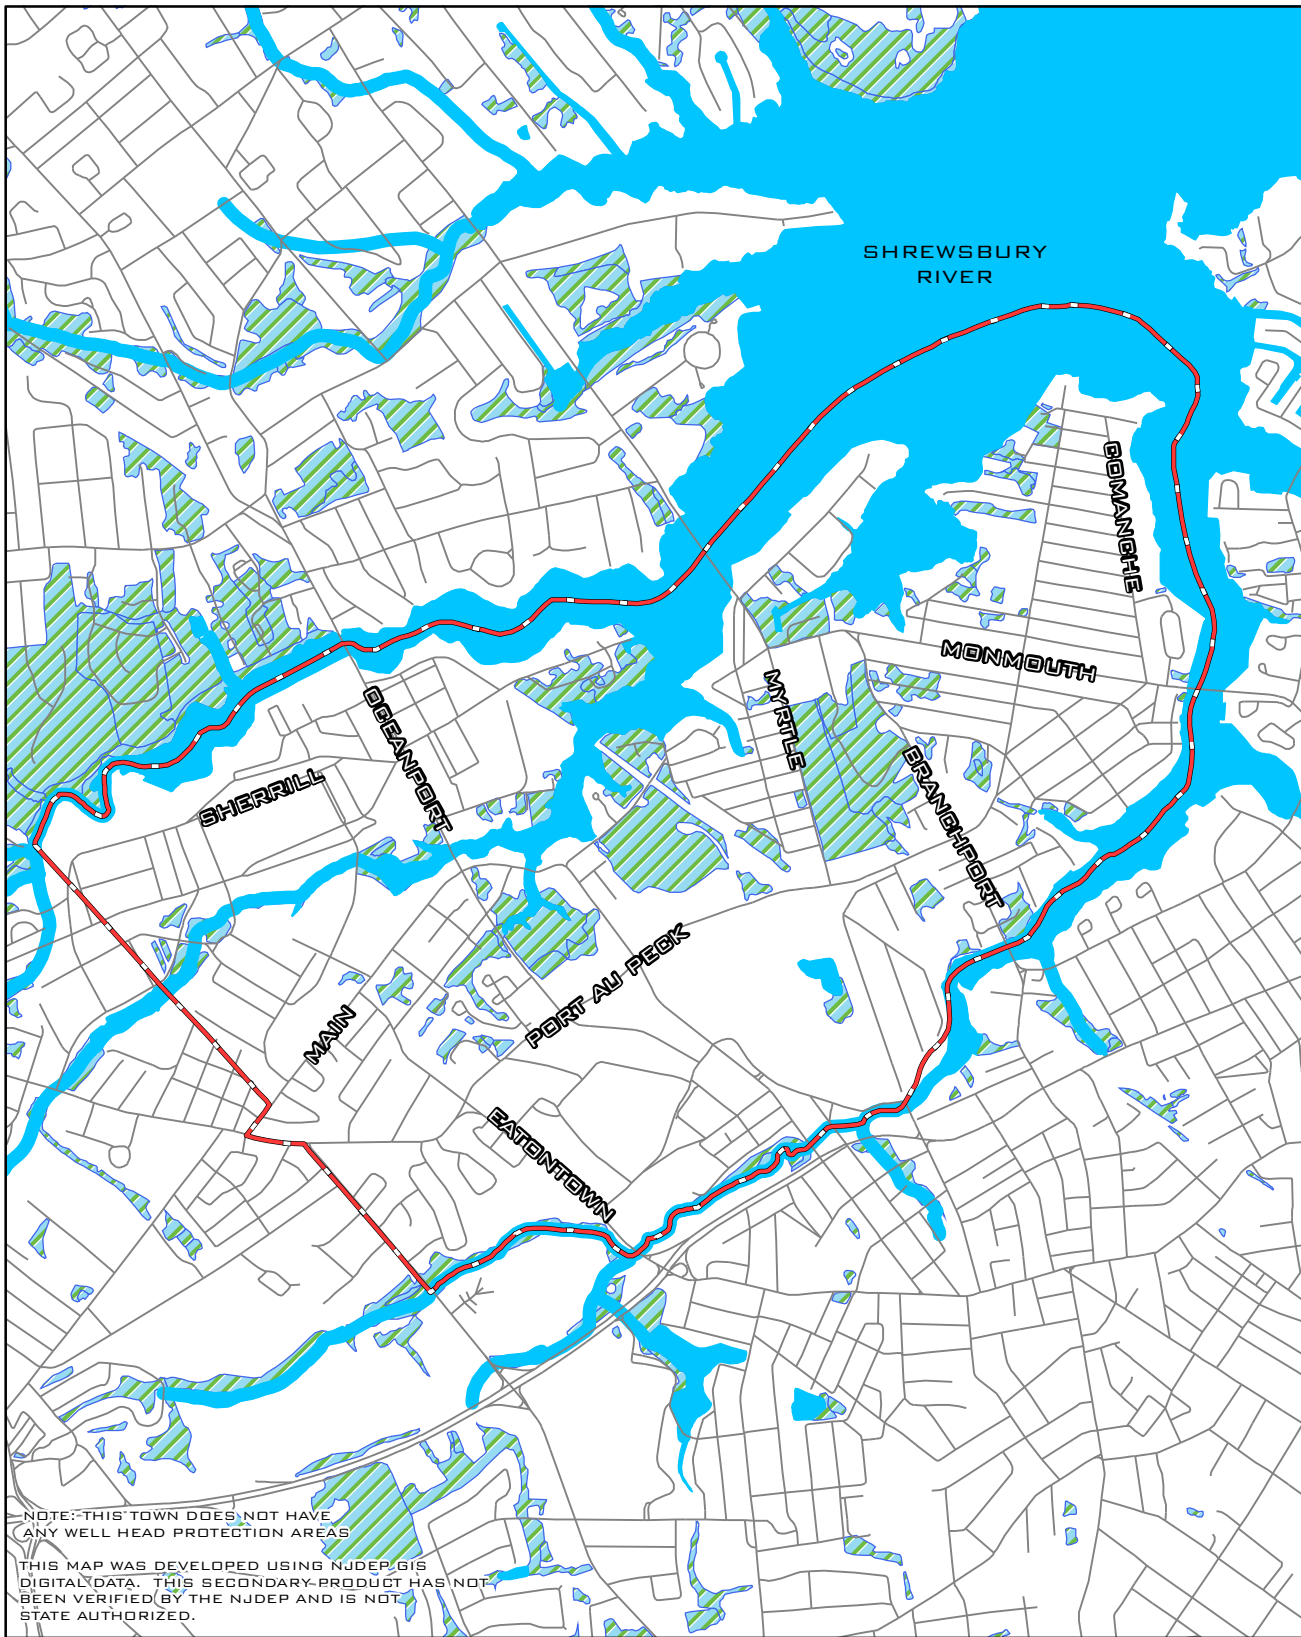 SHREWSBURY
RIVER
COMANCHE
MONMOUTH
MYRTLE
OCEANPORT
BRANCHPORT
SHERRILL
PORT AU PECK
MAIN
EATONTOWN
NOTE: THIS TOWN DOES NOT HAVE
ANY WELL HEAD PROTECTION AREAS
THIS MAP WAS DEVELOPED USING NJDEP GIS
DIGITAL DATA. THIS SECONDARY PRODUCT HAS NOT
BEEN VERIFIED BY THE NJDEP AND IS NOT
STATE AUTHORIZED.